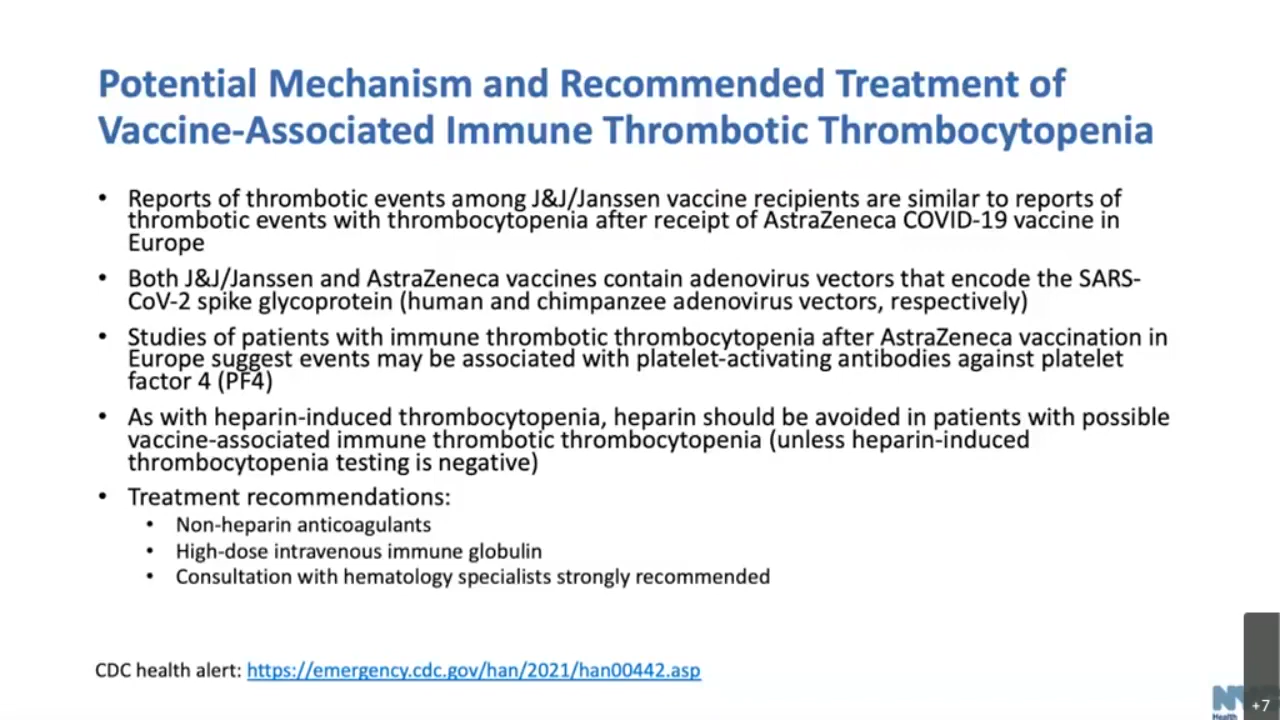 Potential Mechanism and Recommended Treatment of
Vaccine-Associated Immune Thrombotic Thrombocytopenia
• Reports of thrombotic events among J&J/Janssen vaccine recipients are similar to reports of
thrombotic events with thrombocytopenia after receipt of AstraZeneca COVID-19 vaccine in
Europe
• Both J&J/Janssen and AstraZeneca vaccines contain adenovirus vectors that encode the SARS-
CoV-2 spike glycoprotein (human and chimpanzee adenovirus vectors, respectively)
• Studies of patients with immune thrombotic thrombocytopenia after AstraZeneca vaccination in
Europe suggest events may be associated with platelet-activating antibodies against platelet
factor 4 (PF4)
• As with heparin-induced thrombocytopenia, heparin should be avoided in patients with possible
vaccine-associated immune thrombotic thrombocytopenia (unless heparin-induced
thrombocytopenia testing is negative)
• Treatment recommendations:
• Non-heparin anticoagulants
• High-dose intravenous immune globulin
• Consultation with hematology specialists strongly recommended
CDC health alert: https://emergency.cdc.gov/han/2021/han00442.asp
Health
+7